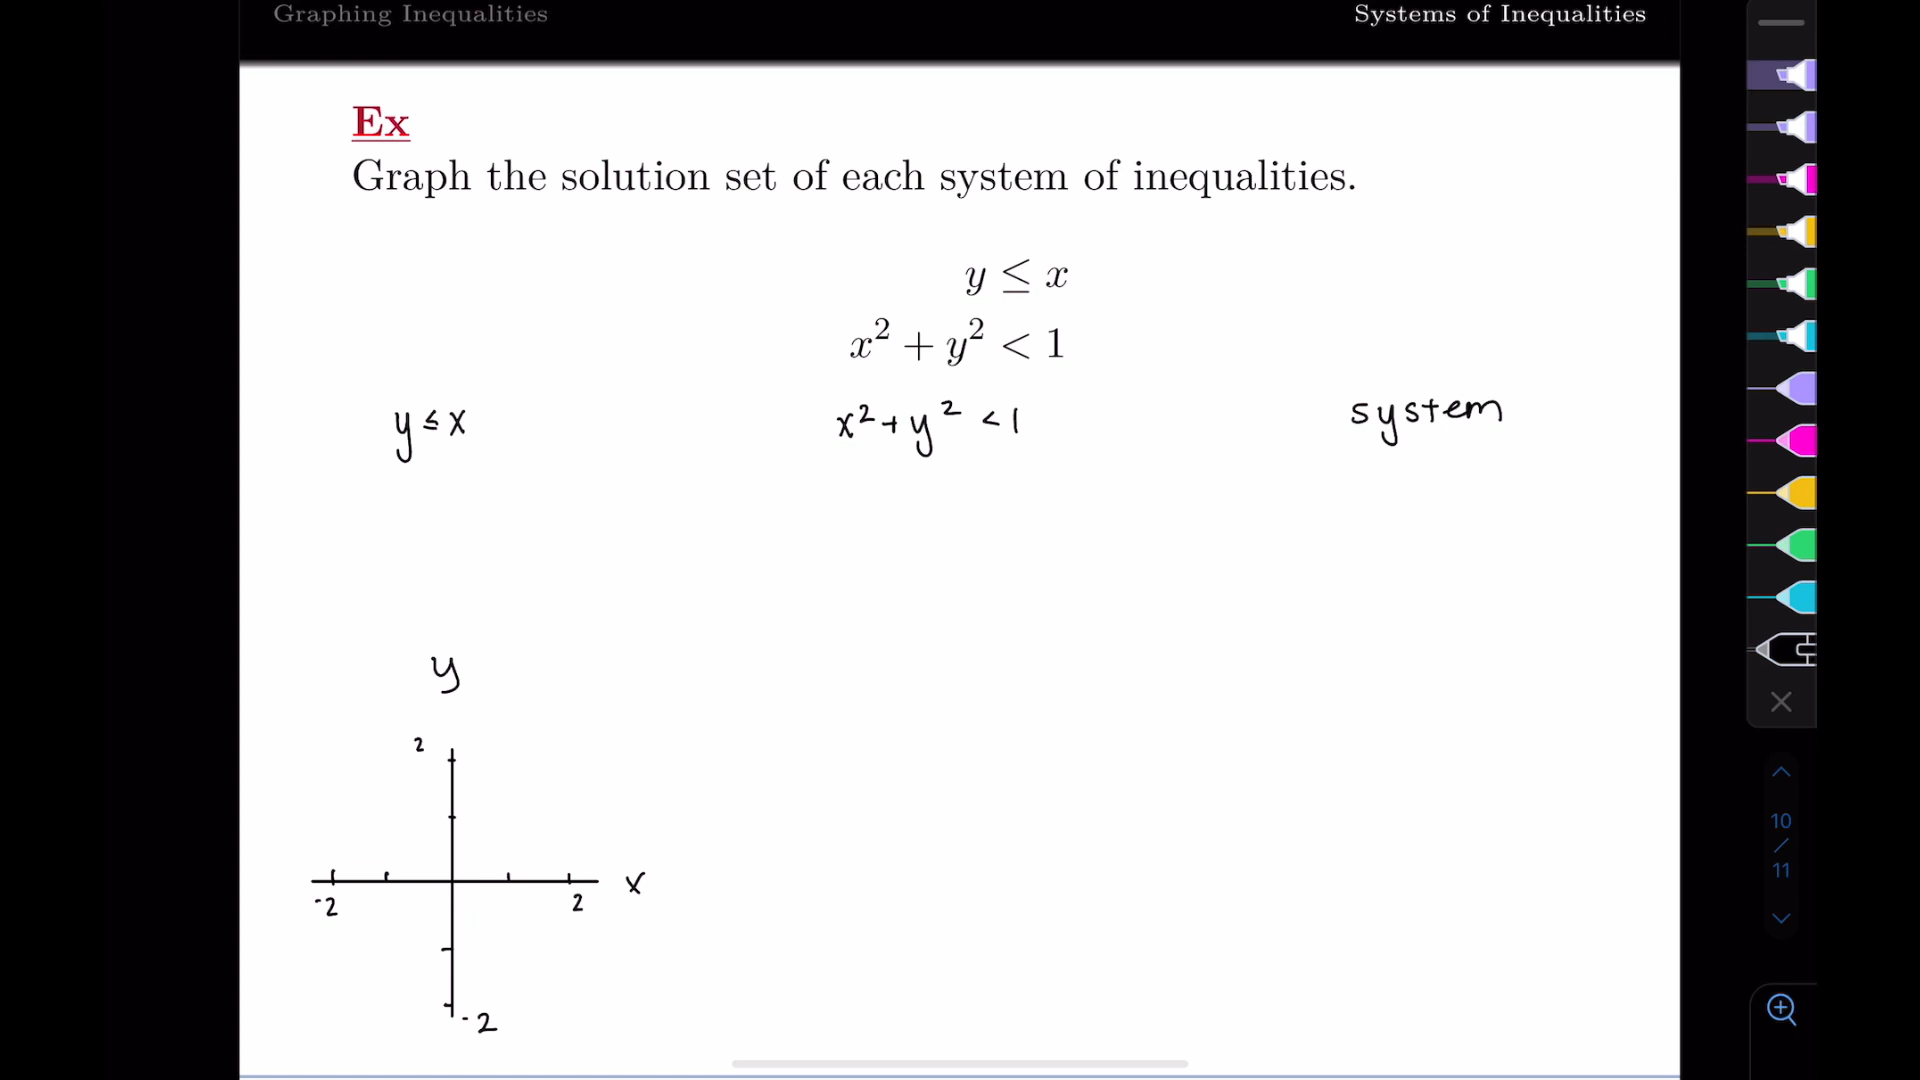 Graphing Inequalities Systems of Inequalities
Ex
Graph the solution set of each system of inequalities.
y ≤ x
x² + y² < 1
y ≤ x x² + y² < 1 system
y
2
x
-2 2
-2
10
/
11